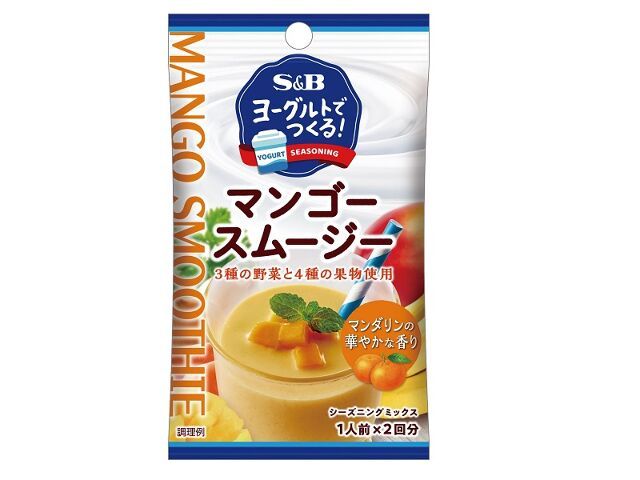 S&B
ヨーグルトで
つくる!
YOGURT SEASONING
MANGO SMOOTHIE
マンゴー
スムージー
3種の野菜と4種の果物使用
マンダリンの
華やかな香り
シーズニングミックス
1人前×2回分
調理例